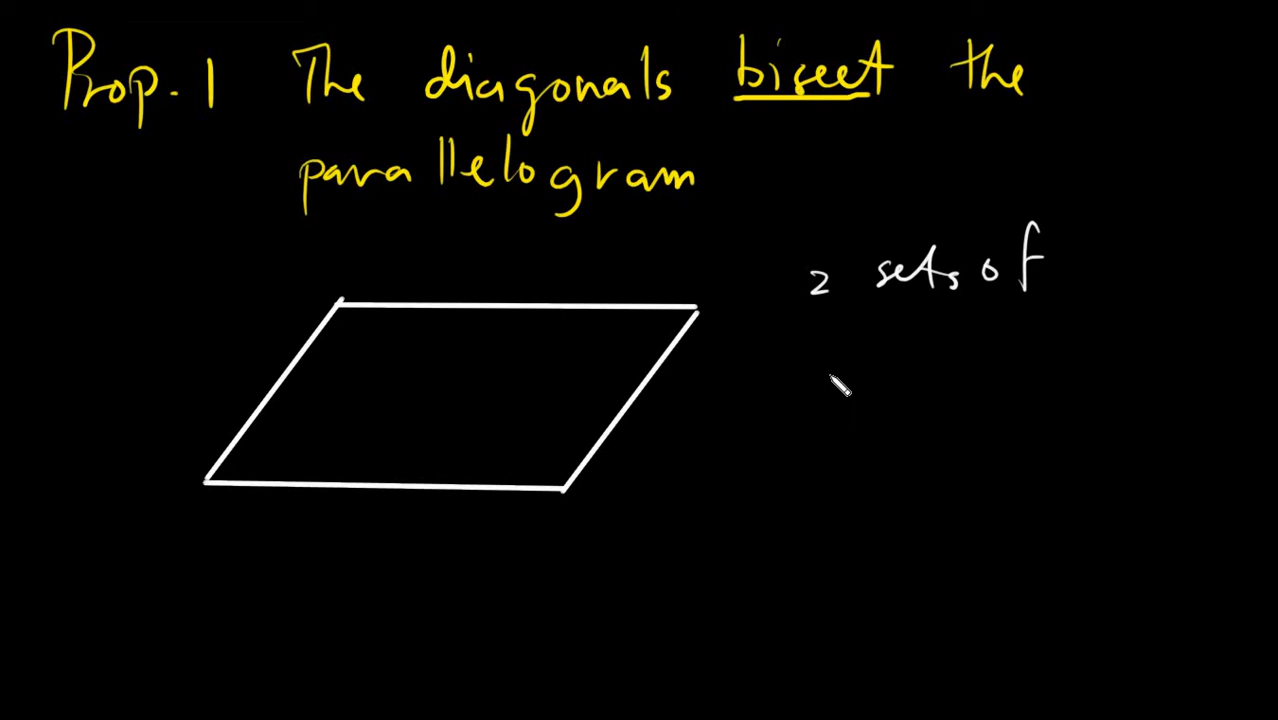 Prop. 1 The diagonals bisect the
parallelogram
2 sets of